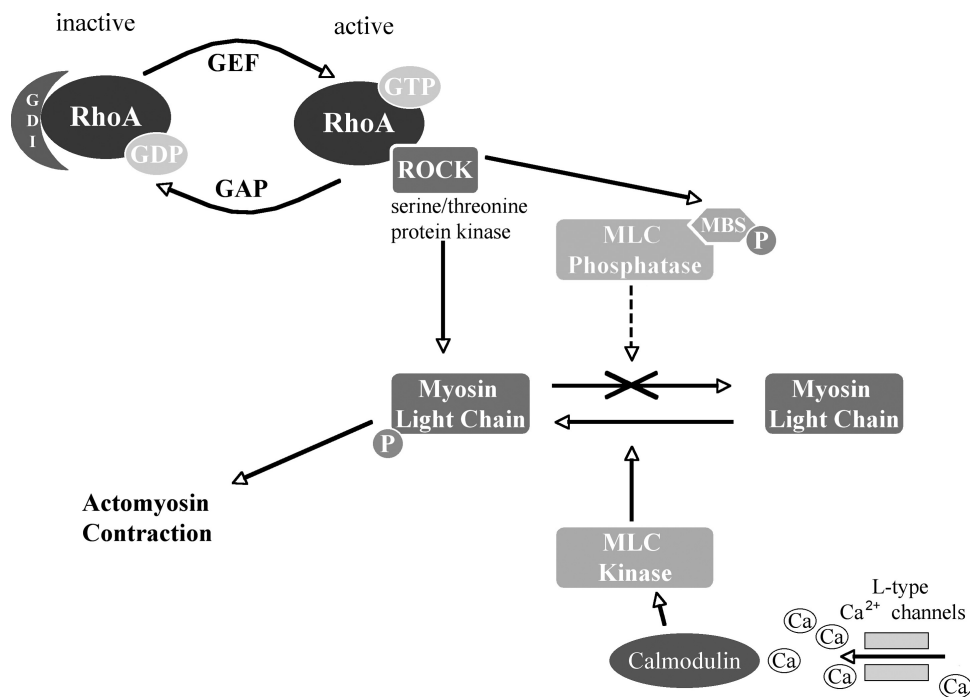 inactive
active
GEF
GDI
RhoA
GDP
GTP
RhoA
GAP
ROCK
serine/threonine
protein kinase
MLC
Phosphatase
MBS
P
Myosin
Light Chain
P
Myosin
Light Chain
Actomyosin
Contraction
MLC
Kinase
L-type
Ca²⁺ channels
Calmodulin
Ca
Ca
Ca
Ca
Ca